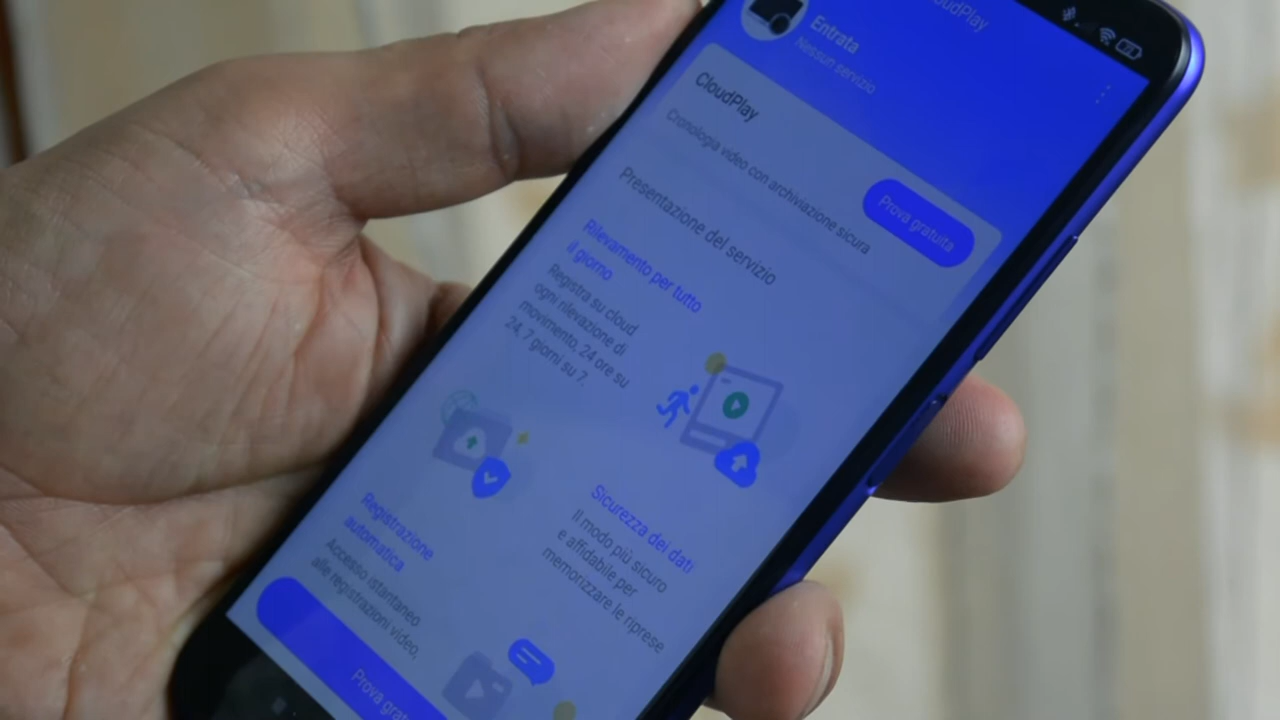 Entrata
Nessun servizio
CloudPlay
Cronologia video con archiviazione sicura
Prova gratuita
Presentazione del servizio
Rilevamento per tutto
il giorno
Registra su cloud
ogni rilevazione di
movimento, 24 ore su
24, 7 giorni su 7.
Sicurezza dei dati
Il modo più sicuro
e affidabile per
memorizzare le riprese
Registrazione
automatica
Accesso istantaneo
alle registrazioni video,
Prova